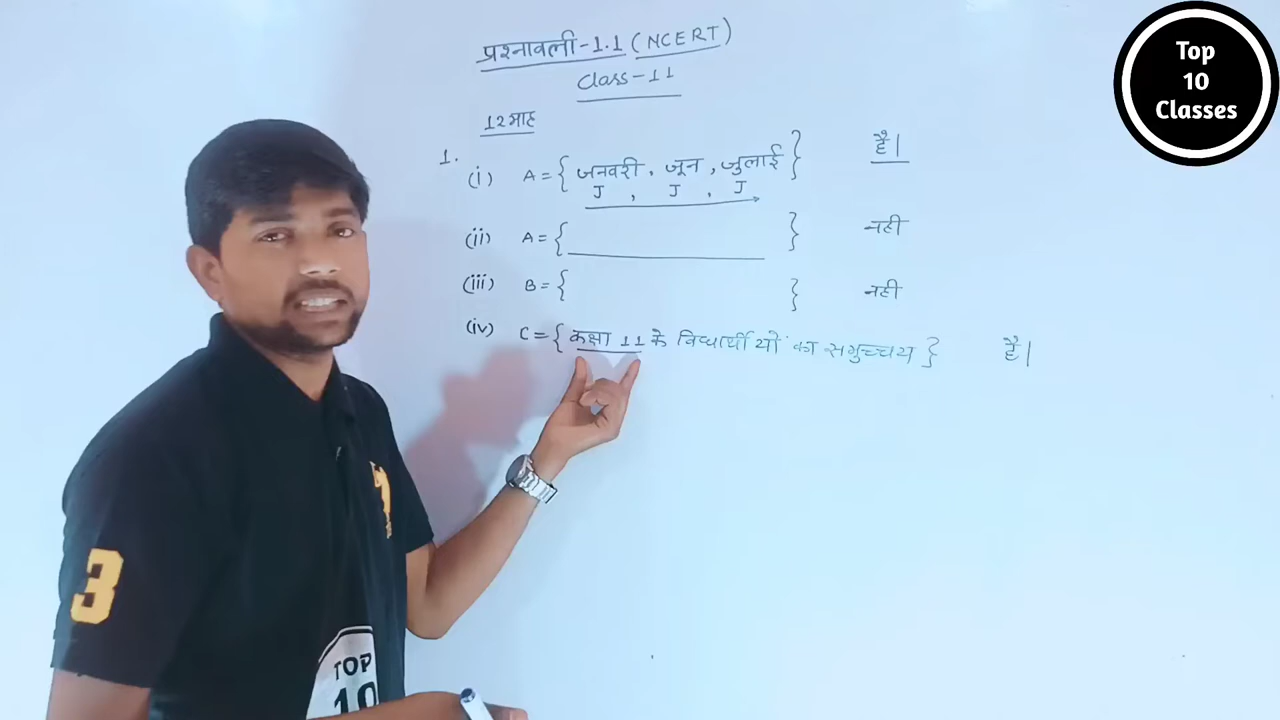 प्रश्नावली-1.1 (NCERT)
Class-11
12 माह
1.
(i) A = { जनवरी, जून, जुलाई } है।
J, J, J
(ii) A = { } नही
(iii) B = { } नही
(iv) C = { कक्षा 11 के विद्यार्थी यों का समुच्चय } है।
Top
10
Classes
3
TOP
10